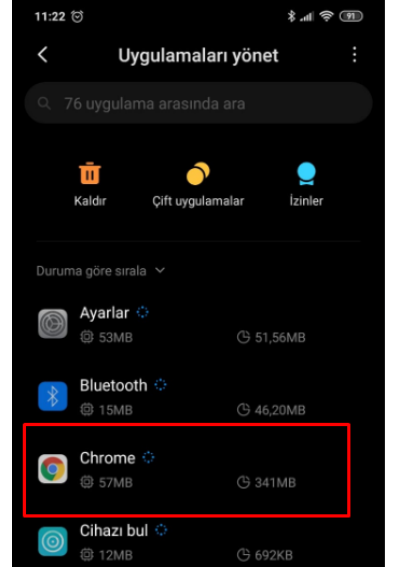 11:22
91
Uygulamaları yönet
76 uygulama arasında ara
Kaldır Çift uygulamalar İzinler
Duruma göre sırala
Ayarlar
53MB 51,56MB
Bluetooth
15MB 46,20MB
Chrome
57MB 341MB
Cihazı bul
12MB 692KB